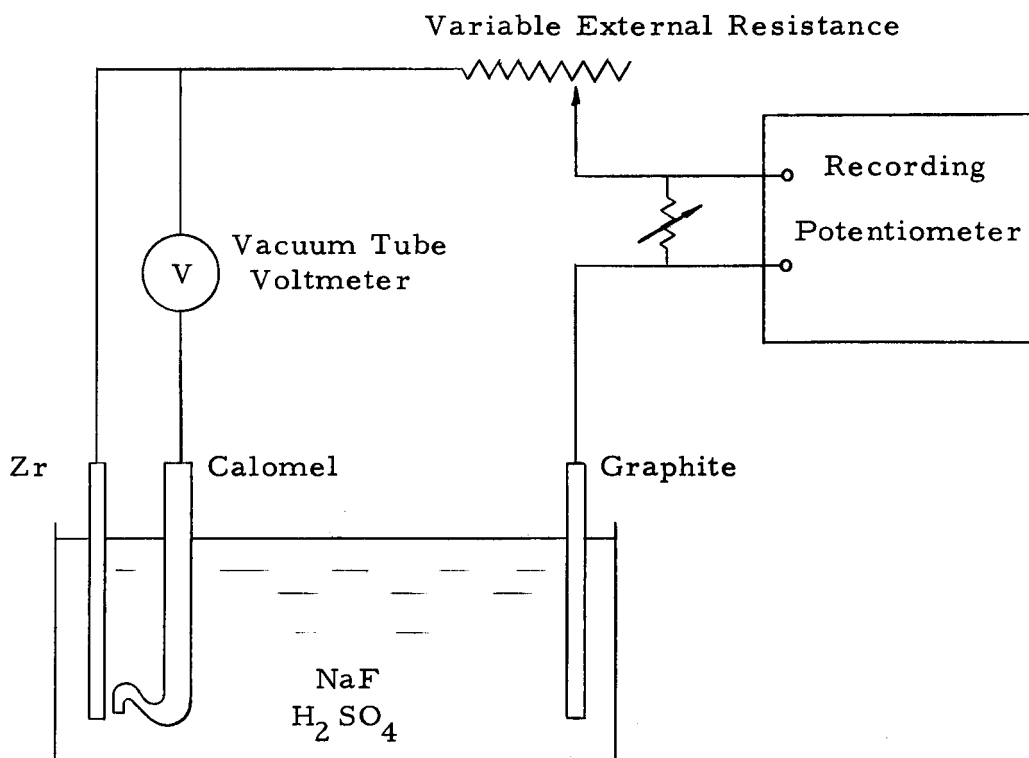 Variable External Resistance
Recording
Potentiometer
Vacuum Tube
Voltmeter
V
Zr
Calomel
Graphite
NaF
H2 SO4